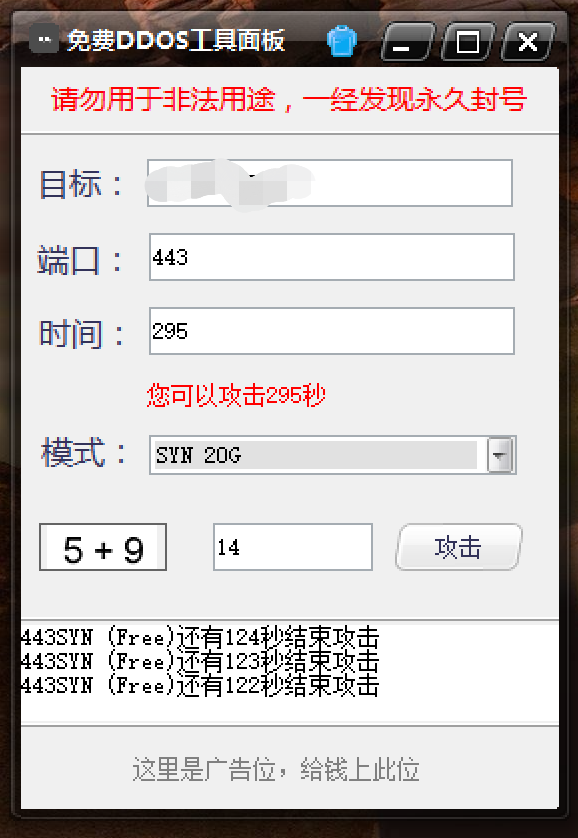 免费DDOS工具面板
请勿用于非法用途，一经发现永久封号
目标：
端口： 443
时间： 295
您可以攻击295秒
模式： SYN 20G
5 + 9 14 攻击
443SYN (Free)还有124秒结束攻击
443SYN (Free)还有123秒结束攻击
443SYN (Free)还有122秒结束攻击
这里是广告位，给钱上此位